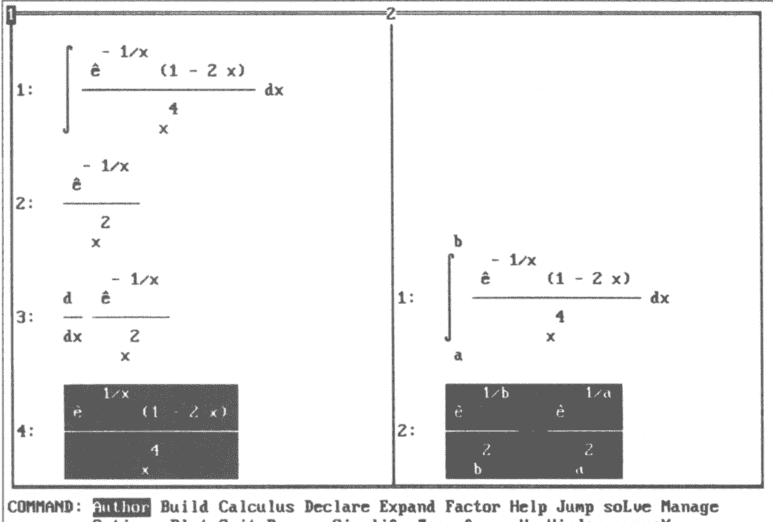 1 2
- 1/x
ê (1 - 2 x)
1: ∫ dx
4
x
- 1/x
ê
2:
2
x
- 1/x
d ê
3:
dx 2
x
1/x
ê (1 - 2 x)
4:
4
x
b
- 1/x
ê (1 - 2 x)
1: ∫ dx
4
x
a
1/b 1/a
ê ê
2:
2 2
b a
COMMAND: Author Build Calculus Declare Expand Factor Help Jump soLve Manage